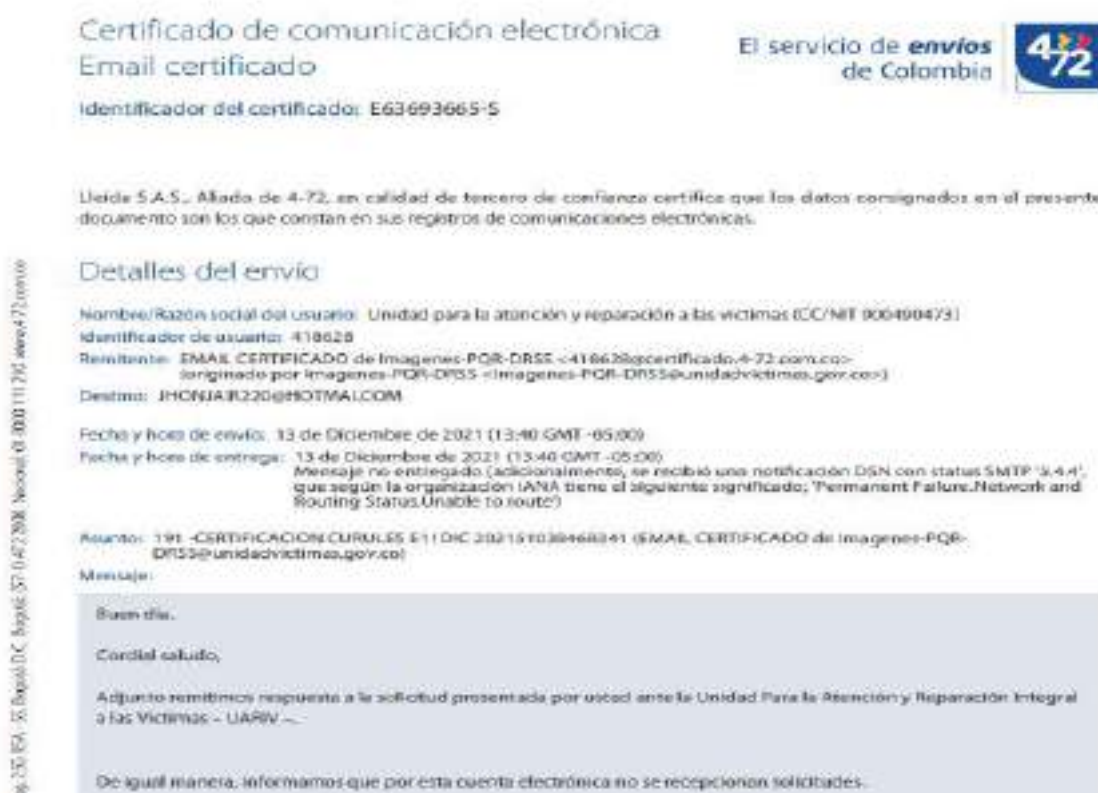 Certificado de comunicación electrónica
Email certificado
El servicio de envíos
de Colombia
4-72
Identificador del certificado: E63693665-S
Lleida S.A.S., Aliado de 4-72, en calidad de tercero de confianza certifica que los datos consignados en el presente
documento son los que constan en sus registros de comunicaciones electrónicas.
Detalles del envío
Nombre/Razón social del usuario: Unidad para la atención y reparación a las victimas (CC/NIT 900490473)
Identificador de usuario: 418628
Remitente: EMAIL CERTIFICADO de Imagenes-PQR-DRSS <418628@certificado.4-72.com.co>
(originado por Imagenes-PQR-DRSS <Imagenes-PQR-DRSS@unidadvictimas.gov.co>)
Destino: JHONJAIR220@HOTMAI.COM
Fecha y hora de envío: 13 de Diciembre de 2021 (13:40 GMT -05:00)
Fecha y hora de entrega: 13 de Diciembre de 2021 (13:40 GMT -05:00)
Mensaje no entregado (adicionalmente, se recibió una notificación DSN con status SMTP '5.4.4',
que según la organización IANA tiene el siguiente significado; 'Permanent Failure.Network and
Routing Status.Unable to route')
Asunto: 191 -CERTIFICACION CURULES E11 DIC 202151038468341 (EMAIL CERTIFICADO de Imagenes-PQR-
DRSS@unidadvictimas.gov.co)
Mensaje:
Buen día.
Cordial saludo,
Adjunto remitimos respuesta a la solicitud presentada por usted ante la Unidad Para la Atención y Reparación Integral
a las Victimas – UARIV –.
De igual manera, informamos que por esta cuenta electrónica no se recepcionan solicitudes.